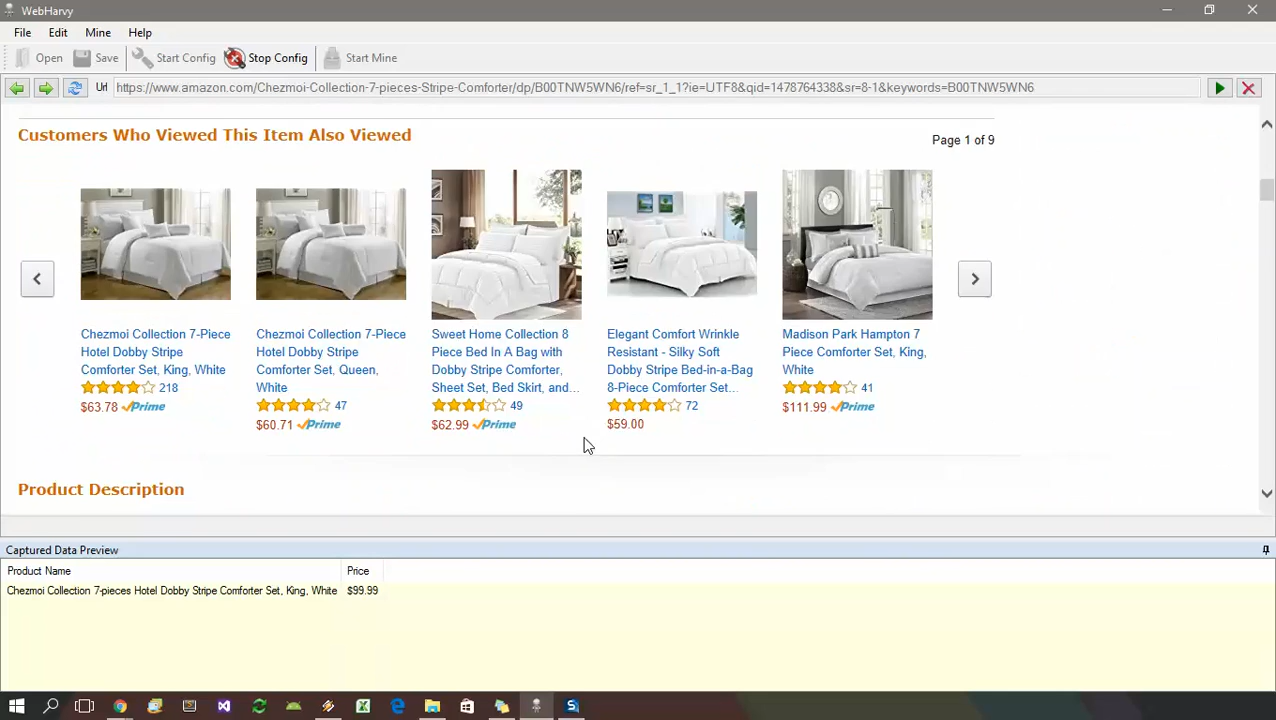 WebHarvy
File Edit Mine Help
Open Save Start Config Stop Config Start Mine
Url https://www.amazon.com/Chezmoi-Collection-7-pieces-Stripe-Comforter/dp/B00TNW5WN6/ref=sr_1_1?ie=UTF8&qid=1478764338&sr=8-1&keywords=B00TNW5WN6
Customers Who Viewed This Item Also Viewed
Page 1 of 9
Chezmoi Collection 7-Piece
Hotel Dobby Stripe
Comforter Set, King, White
218
$63.78 Prime
Chezmoi Collection 7-Piece
Hotel Dobby Stripe
Comforter Set, Queen,
White
47
$60.71 Prime
Sweet Home Collection 8
Piece Bed In A Bag with
Dobby Stripe Comforter,
Sheet Set, Bed Skirt, and...
49
$62.99 Prime
Elegant Comfort Wrinkle
Resistant - Silky Soft
Dobby Stripe Bed-in-a-Bag
8-Piece Comforter Set...
72
$59.00
Madison Park Hampton 7
Piece Comforter Set, King,
White
41
$111.99 Prime
Product Description
Captured Data Preview
Product Name Price
Chezmoi Collection 7-pieces Hotel Dobby Stripe Comforter Set, King, White $99.99